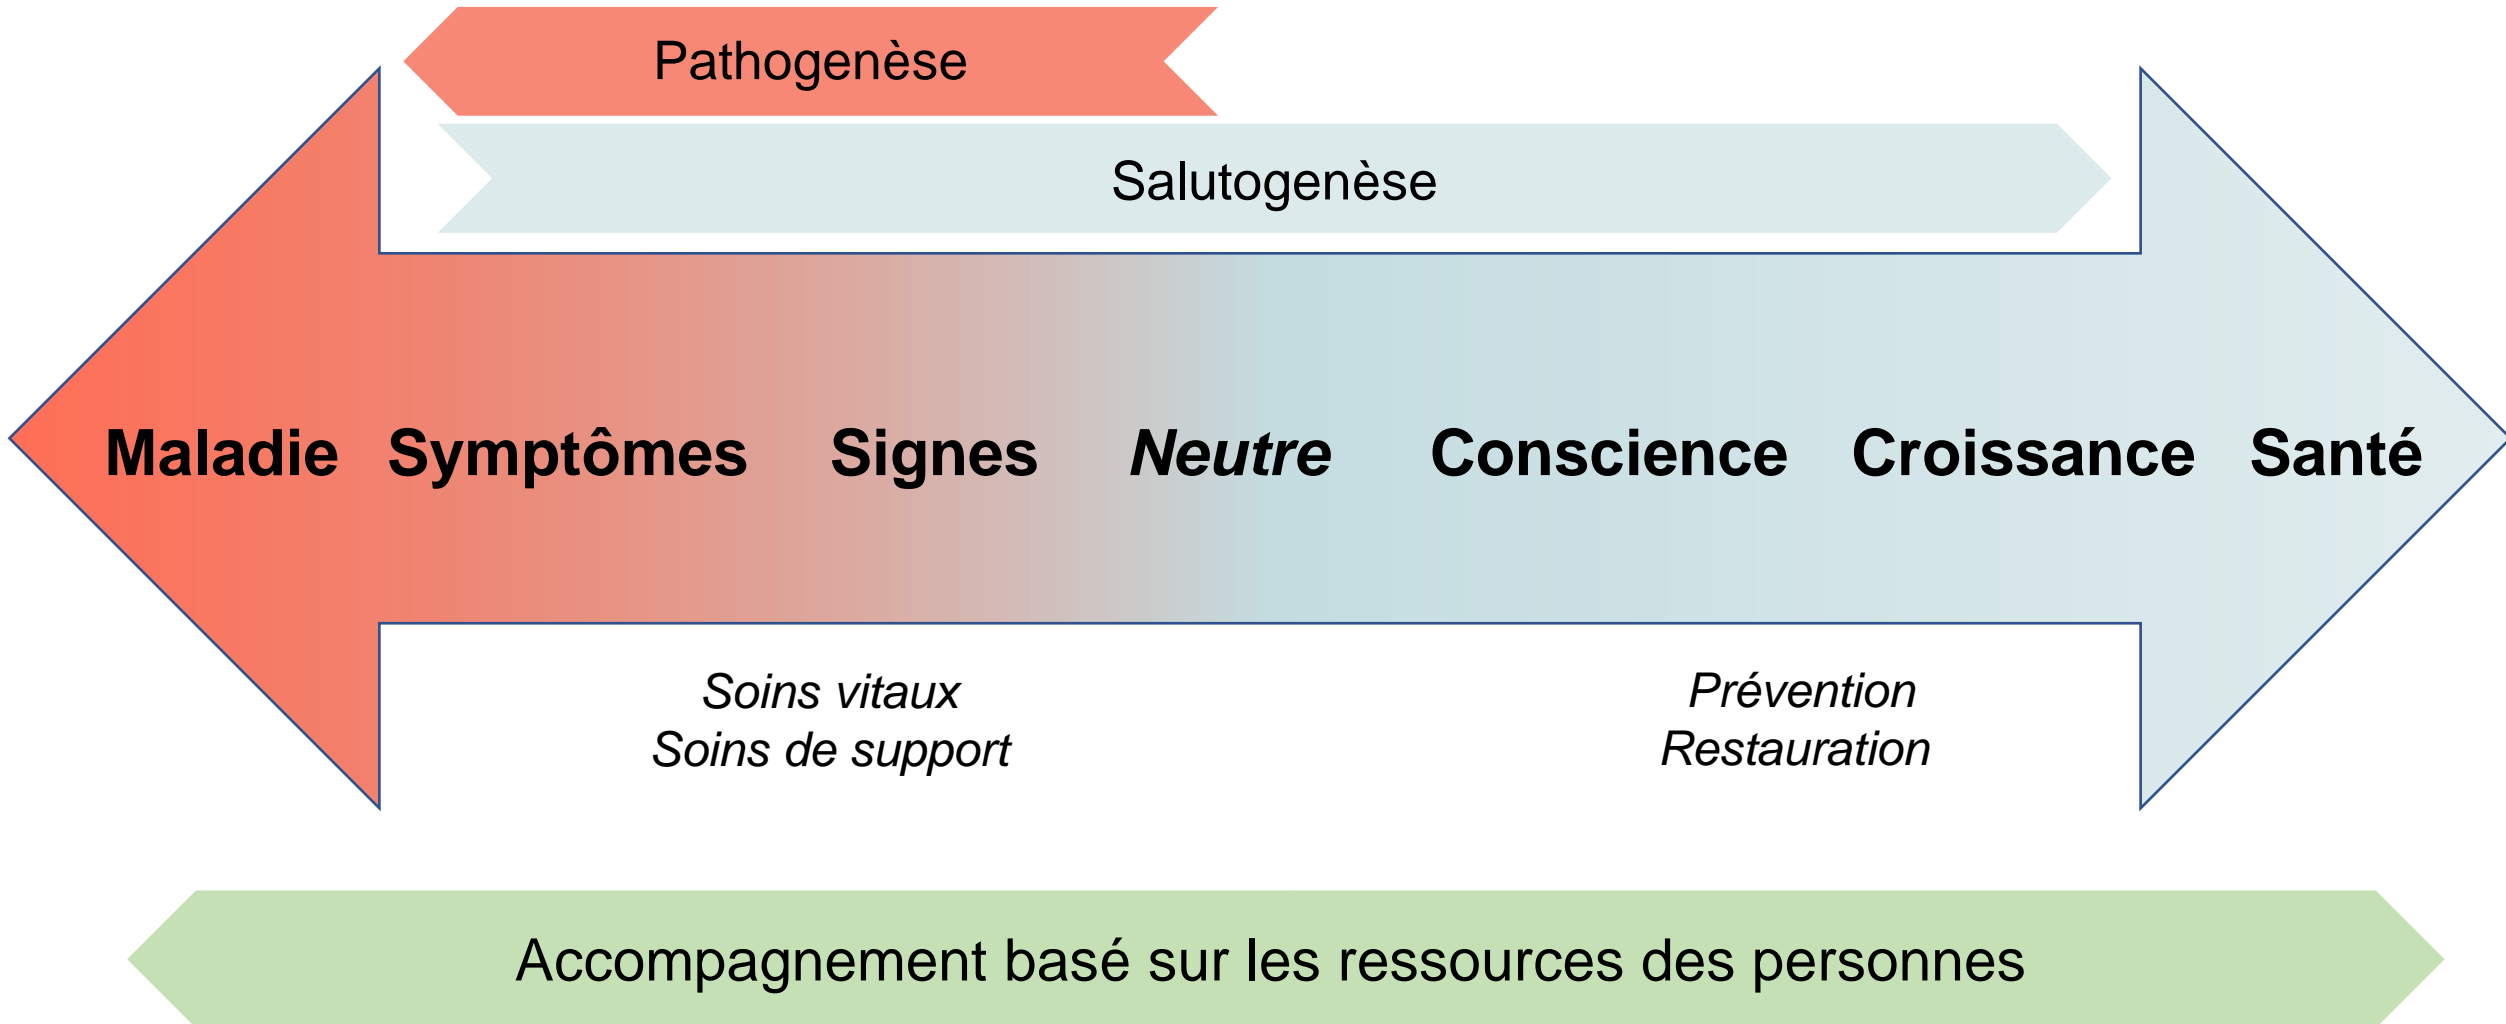 Pathogenèse
Salutogenèse
Maladie Symptômes Signes Neutre Conscience Croissance Santé
Soins vitaux
Soins de support
Prévention
Restauration
Accompagnement basé sur les ressources des personnes